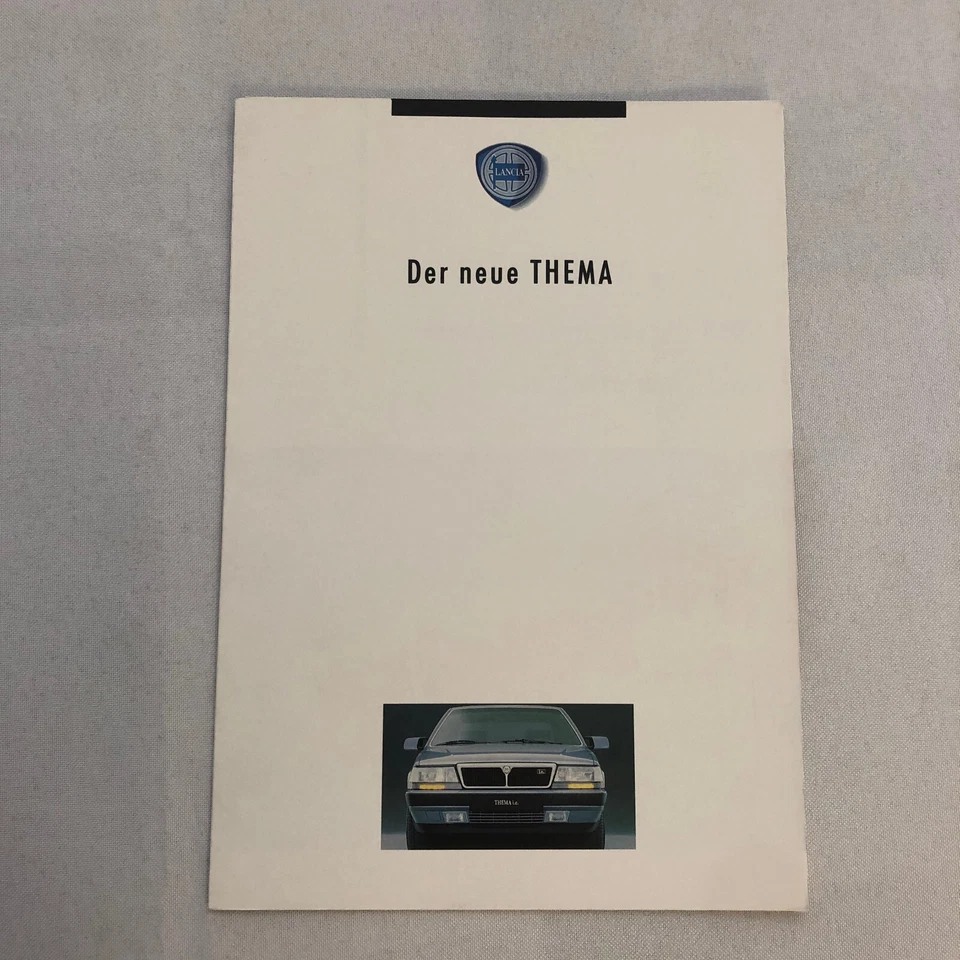 LANCIA
Der neue THEMA
THEMA i.e.